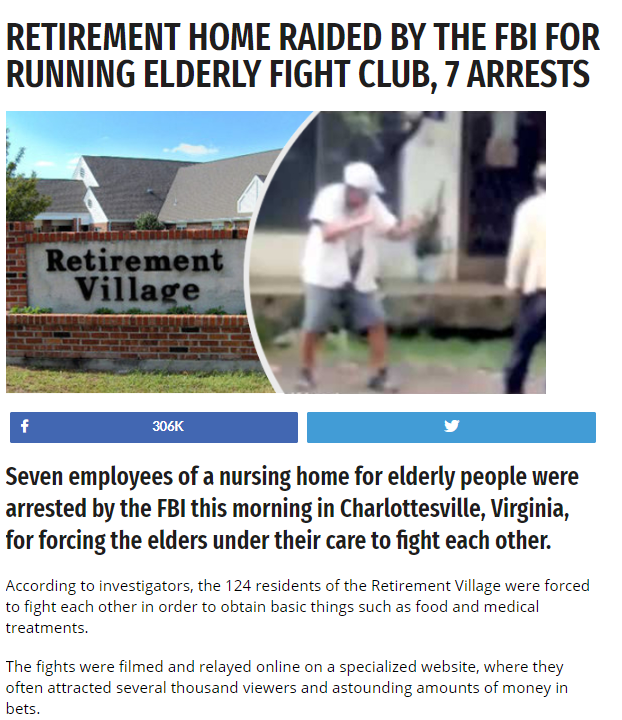 RETIREMENT HOME RAIDED BY THE FBI FOR
RUNNING ELDERLY FIGHT CLUB, 7 ARRESTS
Retirement
Village
f
306K
Seven employees of a nursing home for elderly people were
arrested by the FBI this morning in Charlottesville, Virginia,
for forcing the elders under their care to fight each other.
According to investigators, the 124 residents of the Retirement Village were forced
to fight each other in order to obtain basic things such as food and medical
treatments.
The fights were filmed and relayed online on a specialized website, where they
often attracted several thousand viewers and astounding amounts of money in
bets.